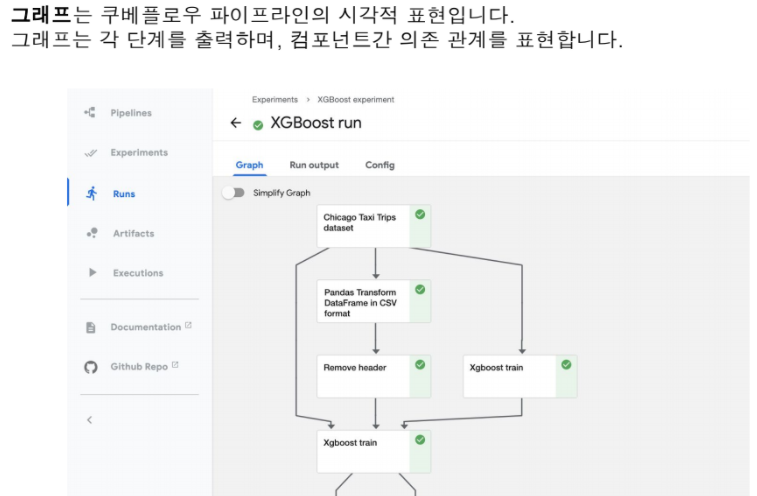 그래프는 쿠베플로우 파이프라인의 시각적 표현입니다.
그래프는 각 단계를 출력하며, 컴포넌트간 의존 관계를 표현합니다.
Experiments > XGBoost experiment
XGBoost run
Graph Run output Config
Simplify Graph
Pipelines
Experiments
Runs
Artifacts
Executions
Documentation
Github Repo
Chicago Taxi Trips
dataset
Pandas Transform
DataFrame in CSV
format
Remove header
Xgboost train
Xgboost train